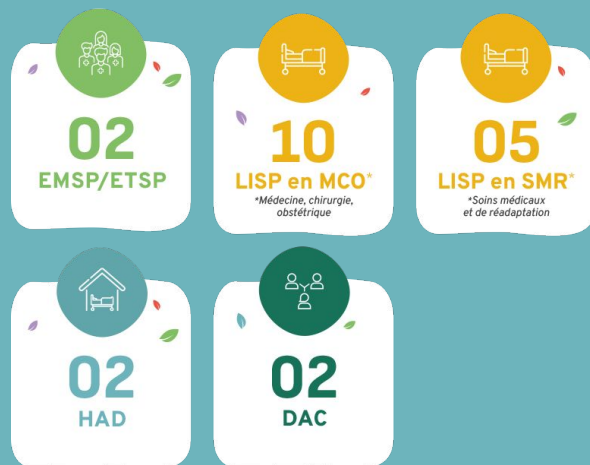 02
EMSP/ETSP
10
LISP en MCO*
*Médecine, chirurgie,
obstétrique
05
LISP en SMR*
*Soins médicaux
et de réadaptation
02
HAD
02
DAC